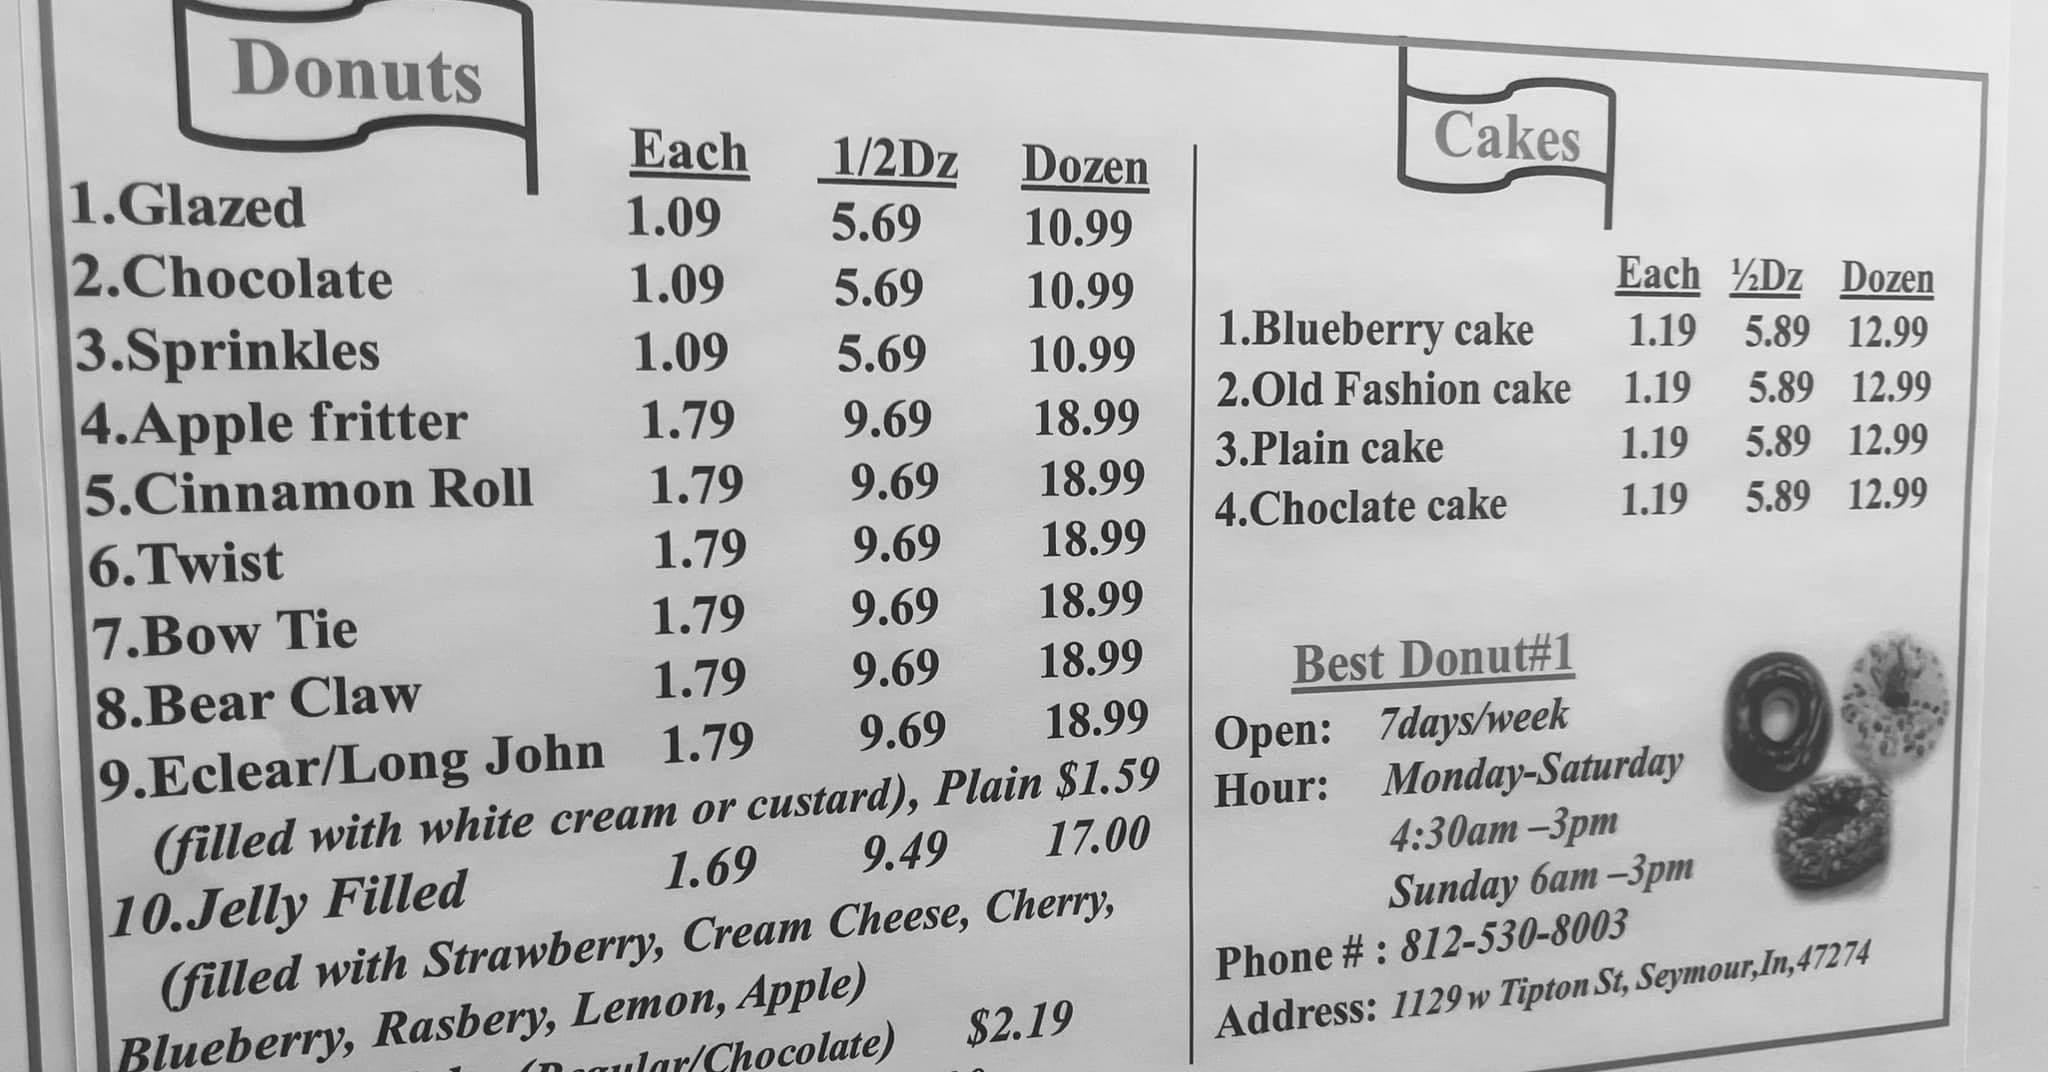 Donuts
Each 1/2Dz Dozen
1.Glazed 1.09 5.69 10.99
2.Chocolate 1.09 5.69 10.99
3.Sprinkles 1.09 5.69 10.99
4.Apple fritter 1.79 9.69 18.99
5.Cinnamon Roll 1.79 9.69 18.99
6.Twist 1.79 9.69 18.99
7.Bow Tie 1.79 9.69 18.99
8.Bear Claw 1.79 9.69 18.99
9.Eclear/Long John 1.79 9.69 18.99
(filled with white cream or custard), Plain $1.59
10.Jelly Filled 1.69 9.49 17.00
(filled with Strawberry, Cream Cheese, Cherry,
Blueberry, Rasbery, Lemon, Apple)
(Regular/Chocolate) $2.19
Cakes
Each ½Dz Dozen
1.Blueberry cake 1.19 5.89 12.99
2.Old Fashion cake 1.19 5.89 12.99
3.Plain cake 1.19 5.89 12.99
4.Choclate cake 1.19 5.89 12.99
Best Donut#1
Open: 7days/week
Hour: Monday-Saturday
4:30am –3pm
Sunday 6am –3pm
Phone # : 812-530-8003
Address: 1129 w Tipton St, Seymour,In,47274